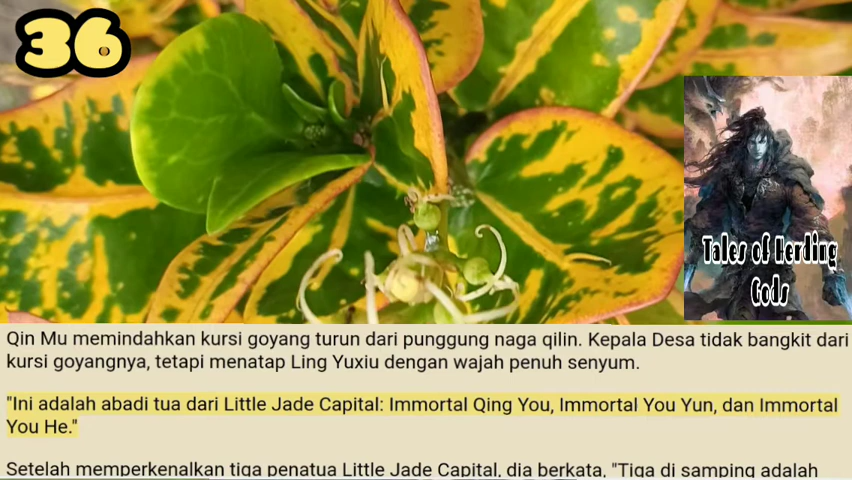 36
Tales of Herding
Gods
Qin Mu memindahkan kursi goyang turun dari punggung naga qilin. Kepala Desa tidak bangkit dari
kursi goyangnya, tetapi menatap Ling Yuxiu dengan wajah penuh senyum.
"Ini adalah abadi tua dari Little Jade Capital: Immortal Qing You, Immortal You Yun, dan Immortal
You He."
Setelah memperkenalkan tiga penatua Little Jade Capital, dia berkata, "Tiga di samping adalah